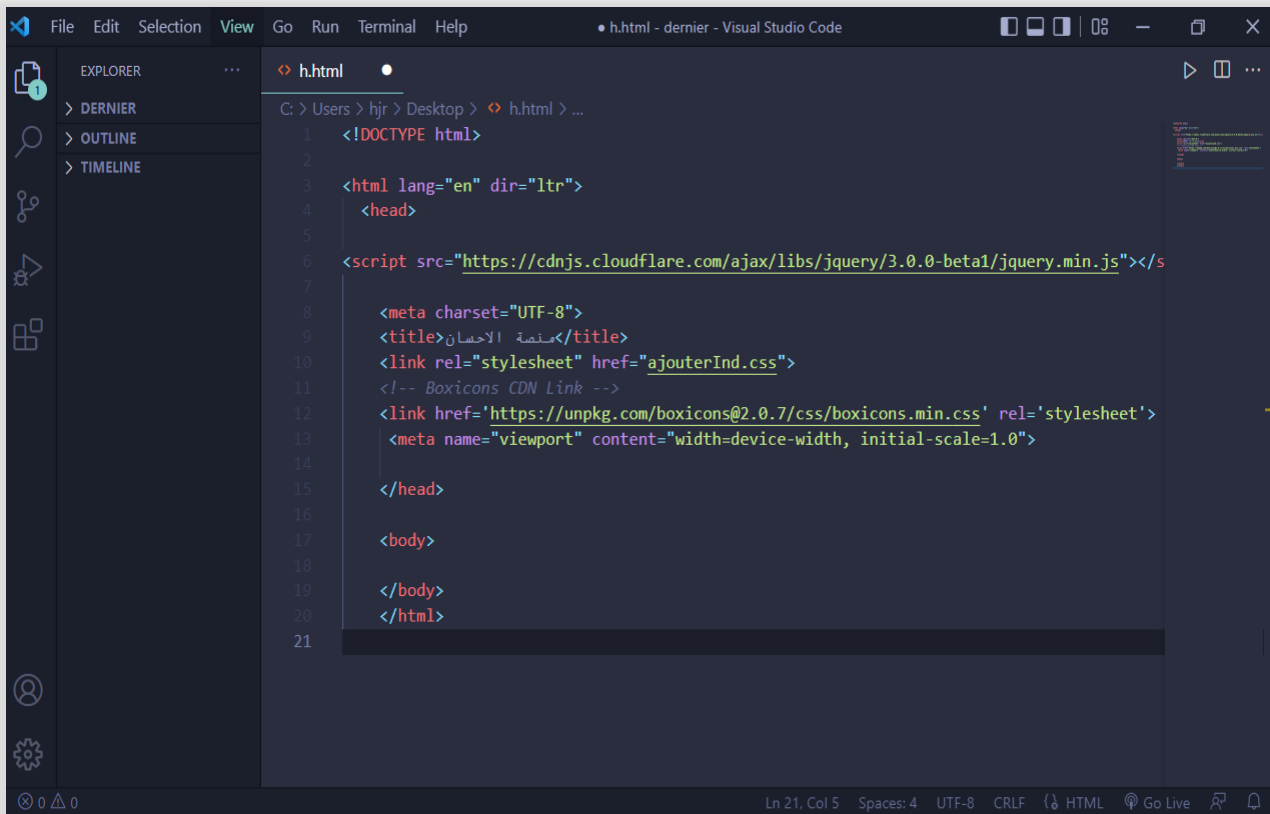 File Edit Selection View Go Run Terminal Help ● h.html - dernier - Visual Studio Code
EXPLORER ...
1
> DERNIER
> OUTLINE
> TIMELINE
<> h.html ●
C: > Users > hjr > Desktop > <> h.html > ...
1 <!DOCTYPE html>
2
3 <html lang="en" dir="ltr">
4 <head>
5
6 <script src="https://cdnjs.cloudflare.com/ajax/libs/jquery/3.0.0-beta1/jquery.min.js"></s
7
8 <meta charset="UTF-8">
9 <title>منصة الاحسان</title>
10 <link rel="stylesheet" href="ajouterInd.css">
11 <!-- Boxicons CDN Link -->
12 <link href='https://unpkg.com/boxicons@2.0.7/css/boxicons.min.css' rel='stylesheet'>
13 <meta name="viewport" content="width=device-width, initial-scale=1.0">
14
15 </head>
16
17 <body>
18
19 </body>
20 </html>
21
0 0 Ln 21, Col 5 Spaces: 4 UTF-8 CRLF HTML Go Live